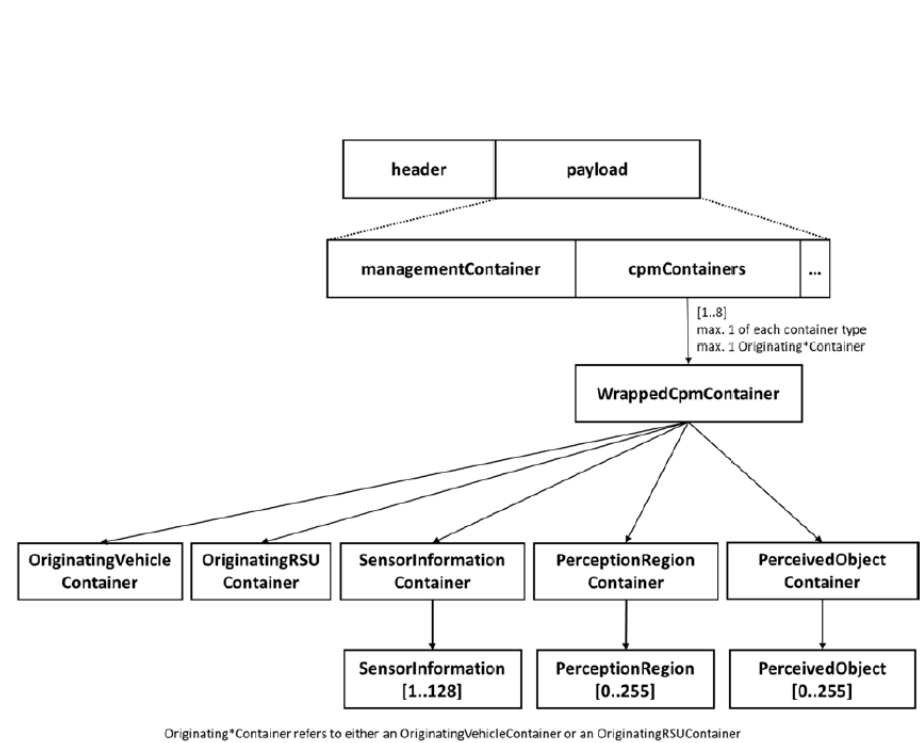 header
payload
managementContainer
cpmContainers
...
[1..8]
max. 1 of each container type
max. 1 Originating*Container
WrappedCpmContainer
OriginatingVehicle
Container
OriginatingRSU
Container
SensorInformation
Container
PerceptionRegion
Container
PerceivedObject
Container
SensorInformation
[1..128]
PerceptionRegion
[0..255]
PerceivedObject
[0..255]
Originating*Container refers to either an OriginatingVehicleContainer or an OriginatingRSUContainer